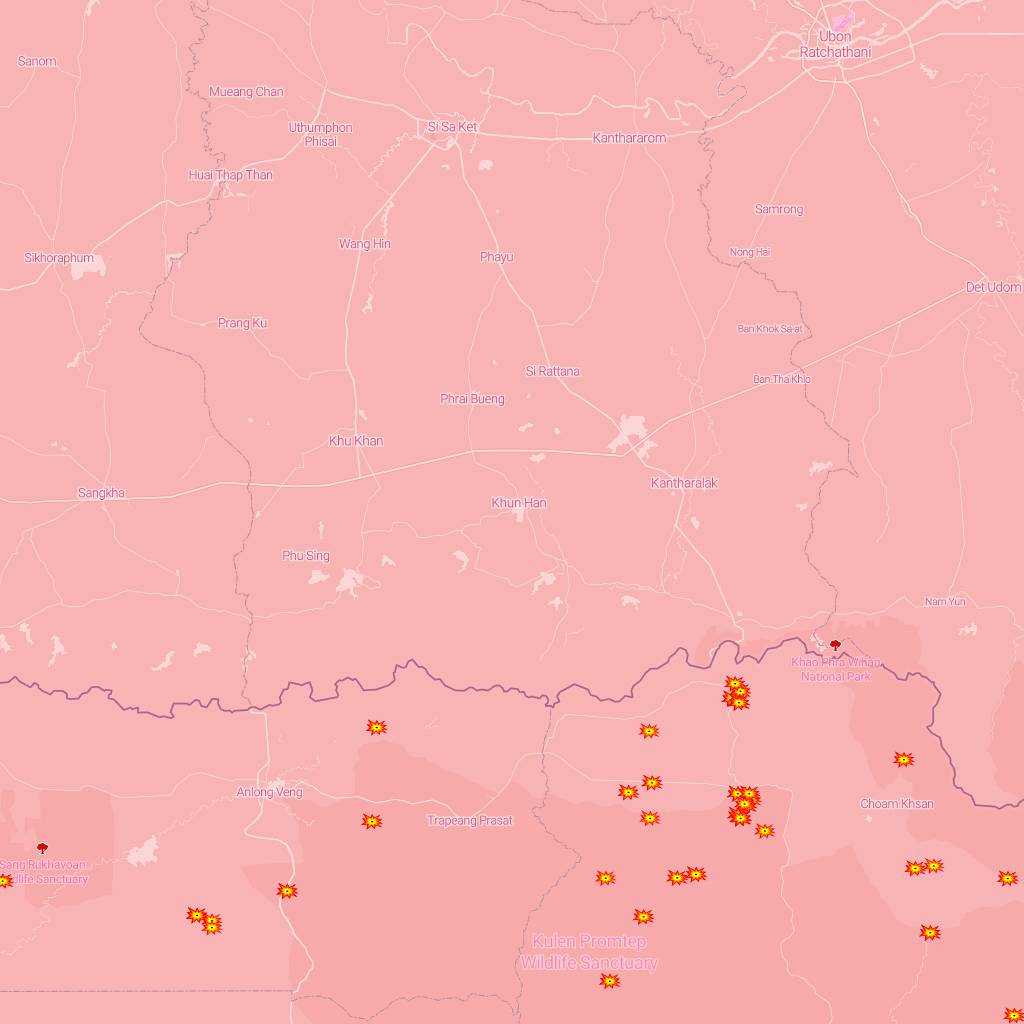 Ubon
Ratchathani
Sanom
Mueang Chan
Uthumphon
Phisai
Si Sa Ket
Kanthararom
Huai Thap Than
Samrong
Wang Hin
Phayu
Nong Hai
Sikhoraphum
Det Udom
Prang Ku
Ban Khok Sa-at
Si Rattana
Ban Tha Khlo
Phrai Bueng
Khu Khan
Kantharalak
Sangkha
Khun Han
Phu Sing
Nam Yun
Khao Phra Wihan
National Park
Anlong Veng
Choam Khsan
Trapeang Prasat
Sang Rukhavoan
Wildlife Sanctuary
Kulen Promtep
Wildlife Sanctuary